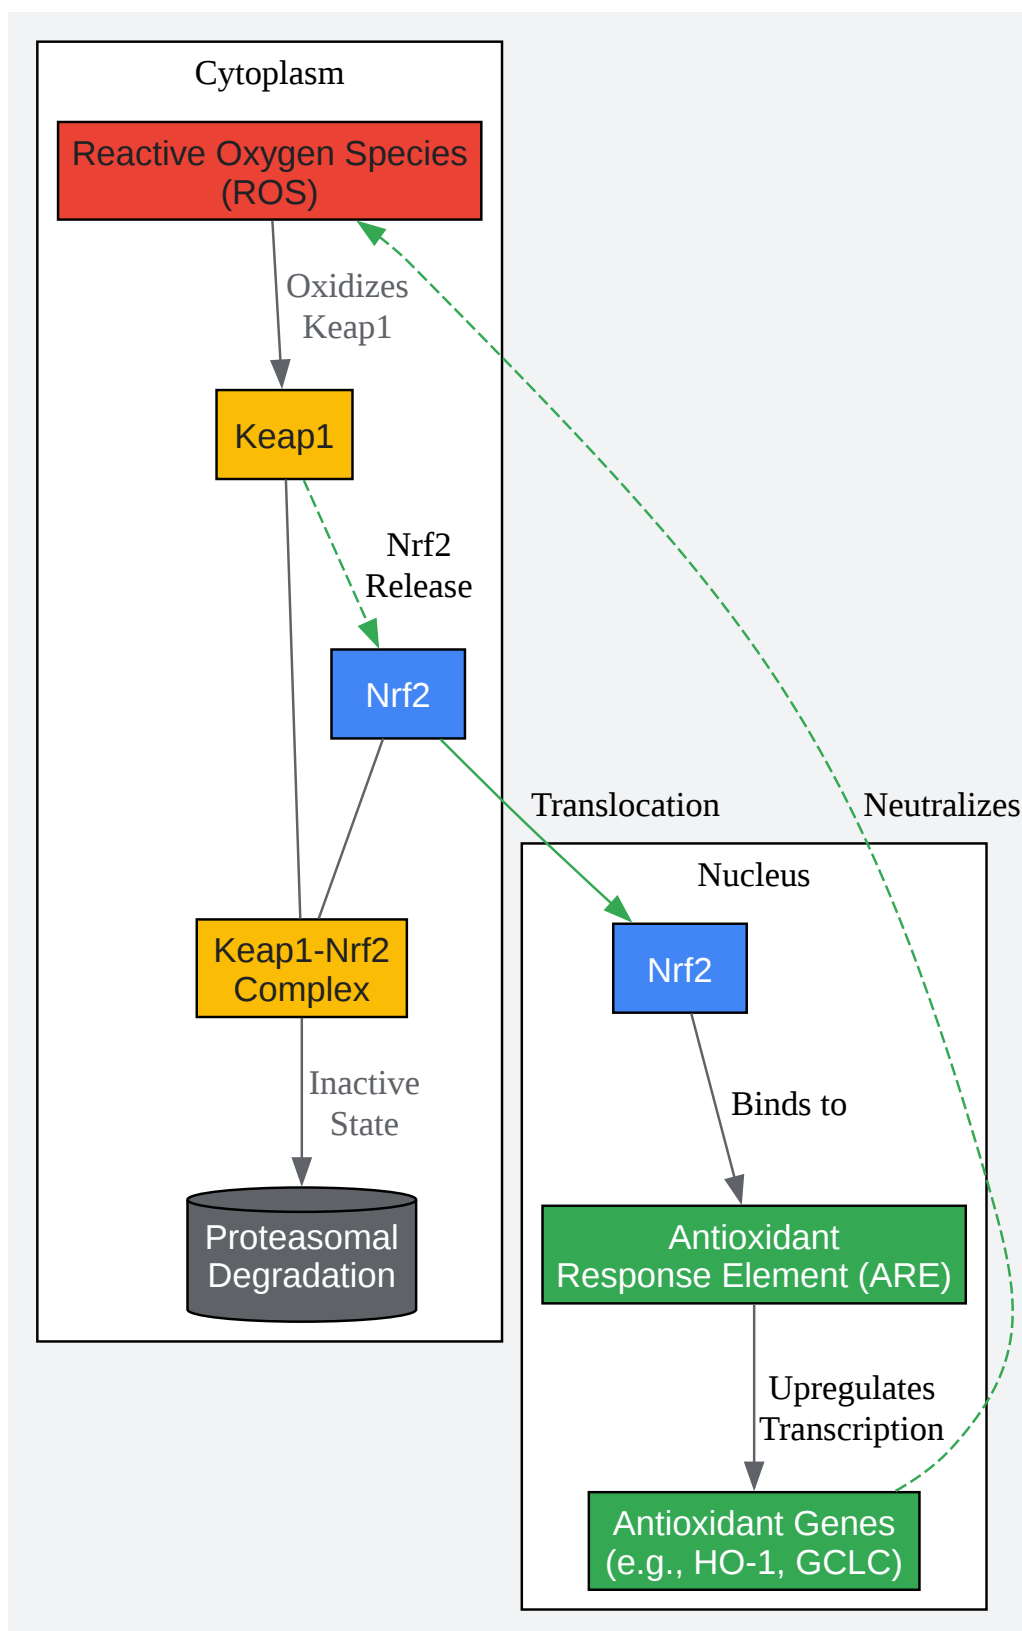 Cytoplasm
Reactive Oxygen Species
(ROS)
Oxidizes
Keap1
Keap1
Nrf2
Release
Nrf2
Translocation
Neutralizes
Nucleus
Nrf2
Keap1-Nrf2
Complex
Inactive
State
Binds to
Proteasomal
Degradation
Antioxidant
Response Element (ARE)
Upregulates
Transcription
Antioxidant Genes
(e.g., HO-1, GCLC)